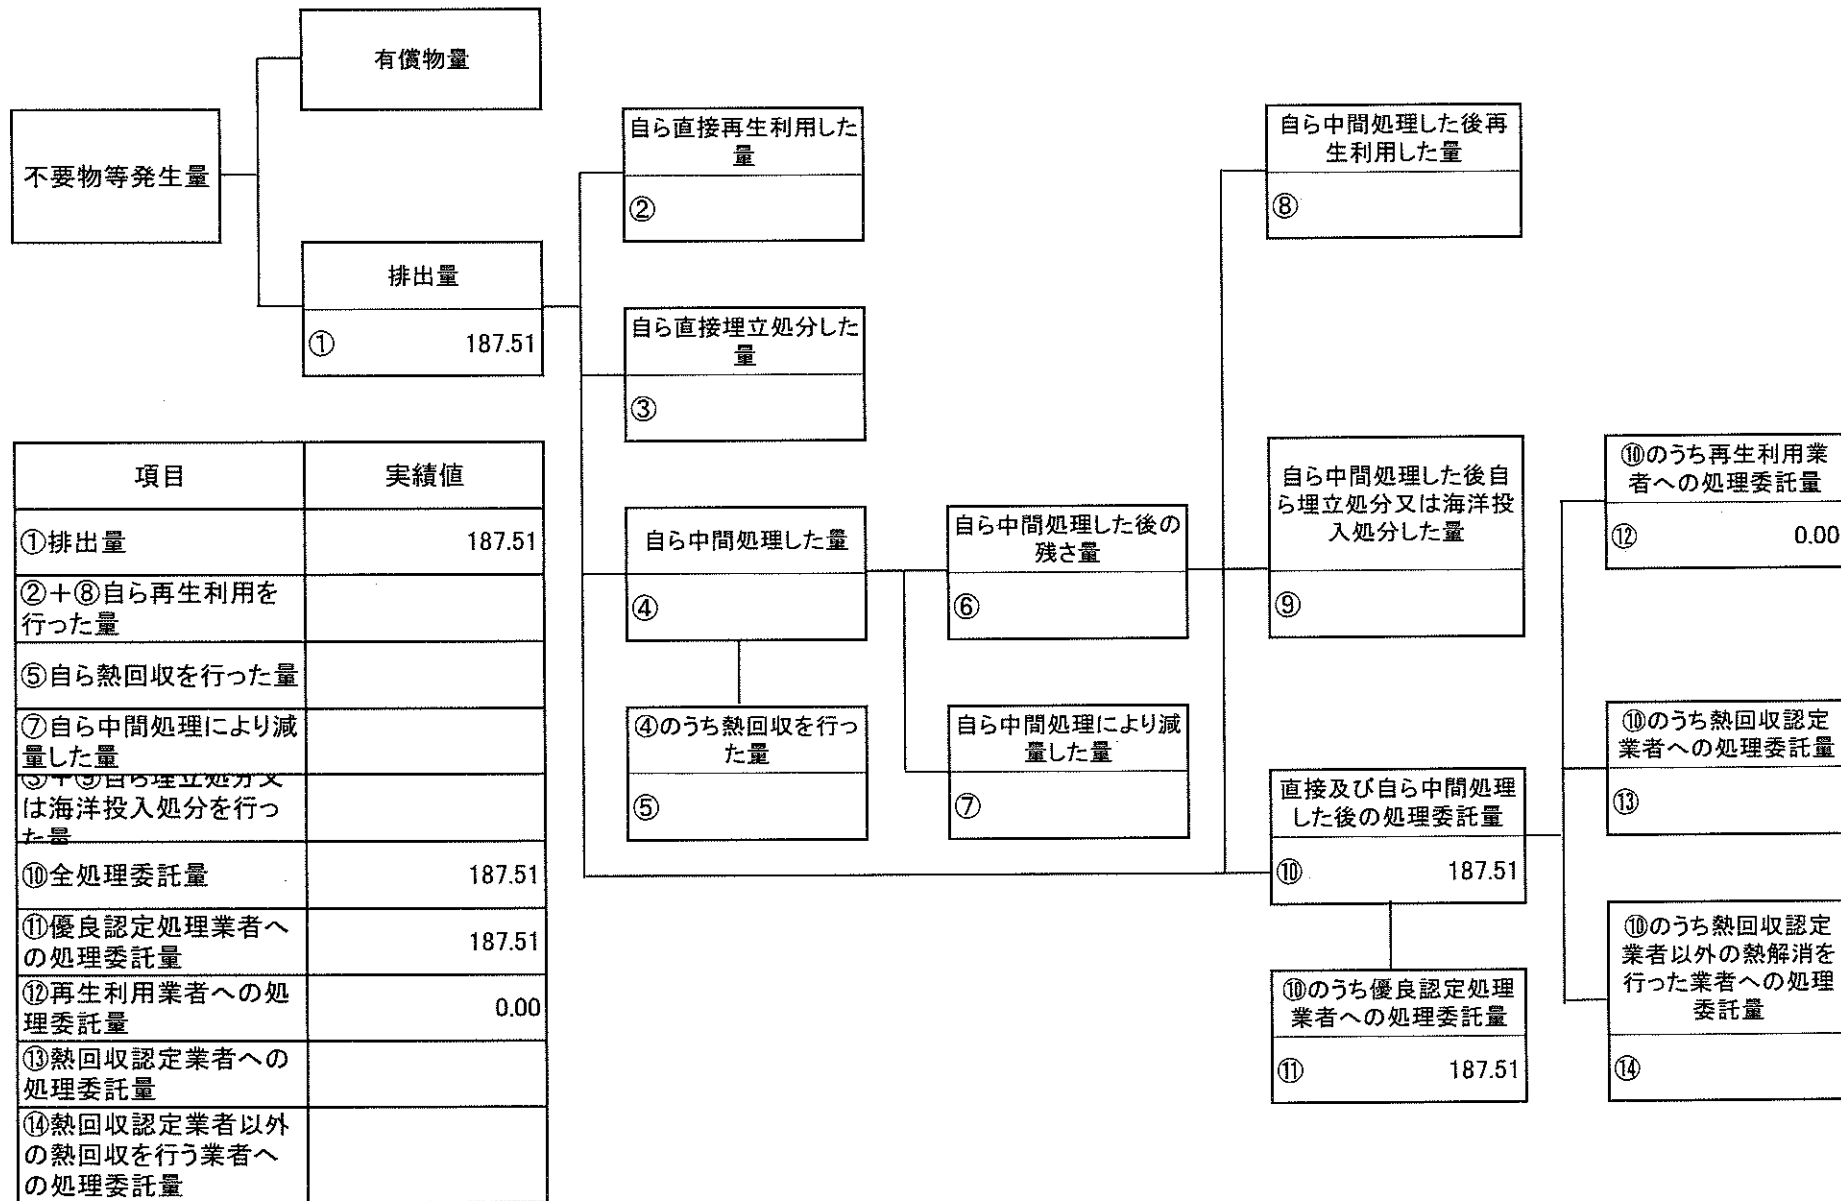 有償物量
不要物等発生量
排出量
① 187.51
自ら直接再生利用した
量
②
自ら直接埋立処分した
量
③
自ら中間処理した量
④
④のうち熱回収を行っ
た量
⑤
自ら中間処理した後の
残さ量
⑥
自ら中間処理により減
量した量
⑦
自ら中間処理した後再
生利用した量
⑧
自ら中間処理した後自
ら埋立処分又は海洋投
入処分した量
⑨
直接及び自ら中間処理
した後の処理委託量
⑩ 187.51
⑩のうち優良認定処理
業者への処理委託量
⑪ 187.51
⑩のうち再生利用業
者への処理委託量
⑫ 0.00
⑩のうち熱回収認定
業者への処理委託量
⑬
⑩のうち熱回収認定
業者以外の熱解消を
行った業者への処理
委託量
⑭
項目 実績値
①排出量 187.51
②+⑧自ら再生利用を
行った量
⑤自ら熱回収を行った量
⑦自ら中間処理により減
量した量
③+⑨自ら埋立処分又
は海洋投入処分を行っ
た量
⑩全処理委託量 187.51
⑪優良認定処理業者へ
の処理委託量 187.51
⑫再生利用業者への処
理委託量 0.00
⑬熱回収認定業者への
処理委託量
⑭熱回収認定業者以外
の熱回収を行う業者へ
の処理委託量